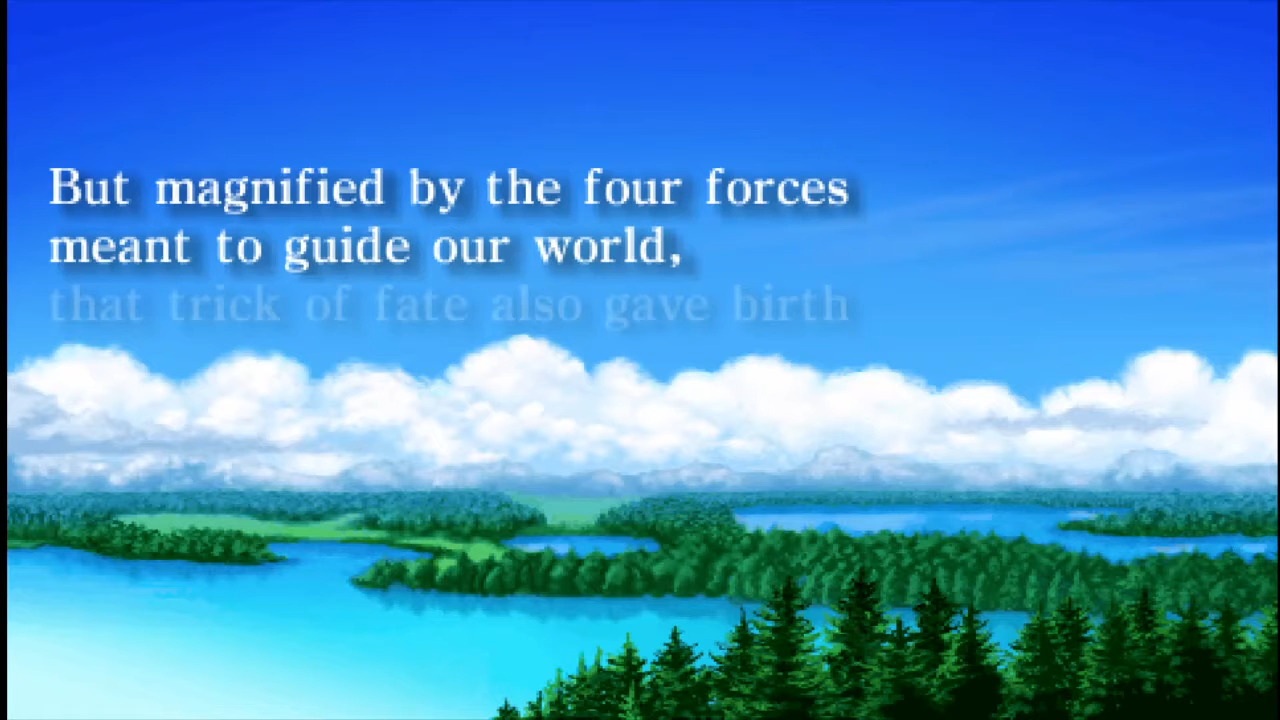 But magnified by the four forces
meant to guide our world,
that trick of fate also gave birth